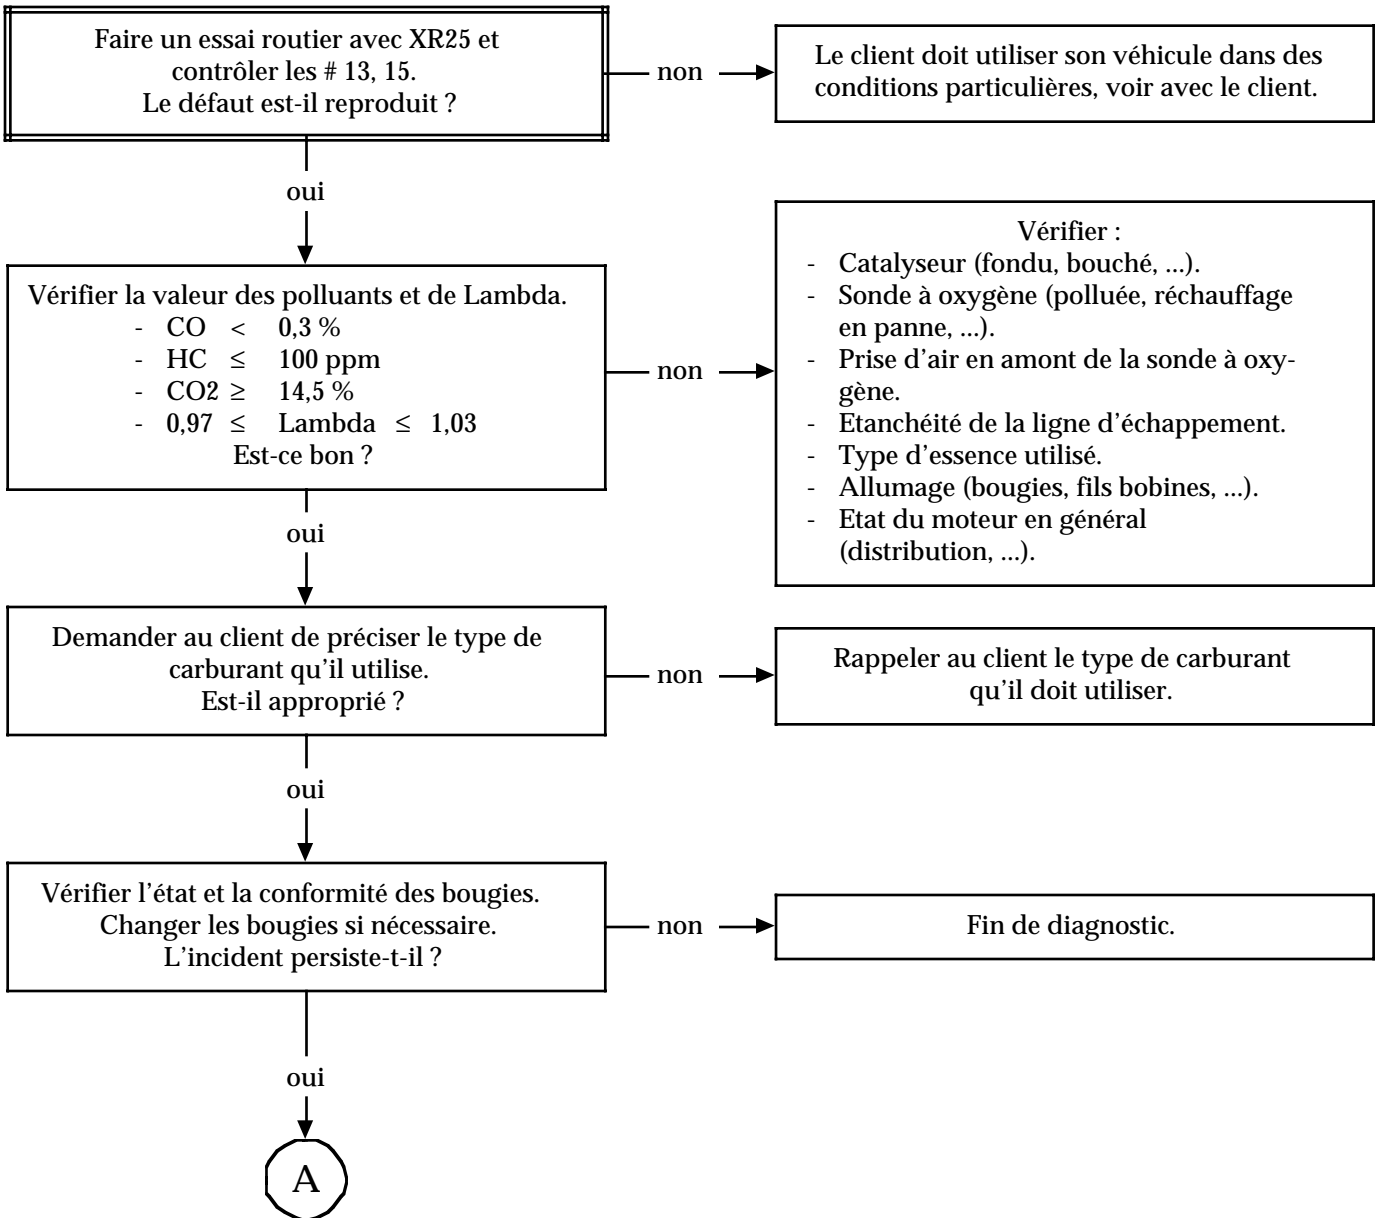 Faire un essai routier avec XR25 et
contrôler les # 13, 15.
Le défaut est-il reproduit ?
non
Le client doit utiliser son véhicule dans des
conditions particulières, voir avec le client.
oui
Vérifier la valeur des polluants et de Lambda.
- CO < 0,3 %
- HC ≤ 100 ppm
- CO2 ≥ 14,5 %
- 0,97 ≤ Lambda ≤ 1,03
Est-ce bon ?
non
Vérifier :
- Catalyseur (fondu, bouché, ...).
- Sonde à oxygène (polluée, réchauffage
en panne, ...).
- Prise d’air en amont de la sonde à oxy-
gène.
- Etanchéité de la ligne d’échappement.
- Type d’essence utilisé.
- Allumage (bougies, fils bobines, ...).
- Etat du moteur en général
(distribution, ...).
oui
Demander au client de préciser le type de
carburant qu’il utilise.
Est-il approprié ?
non
Rappeler au client le type de carburant
qu’il doit utiliser.
oui
Vérifier l’état et la conformité des bougies.
Changer les bougies si nécessaire.
L’incident persiste-t-il ?
non
Fin de diagnostic.
oui
A